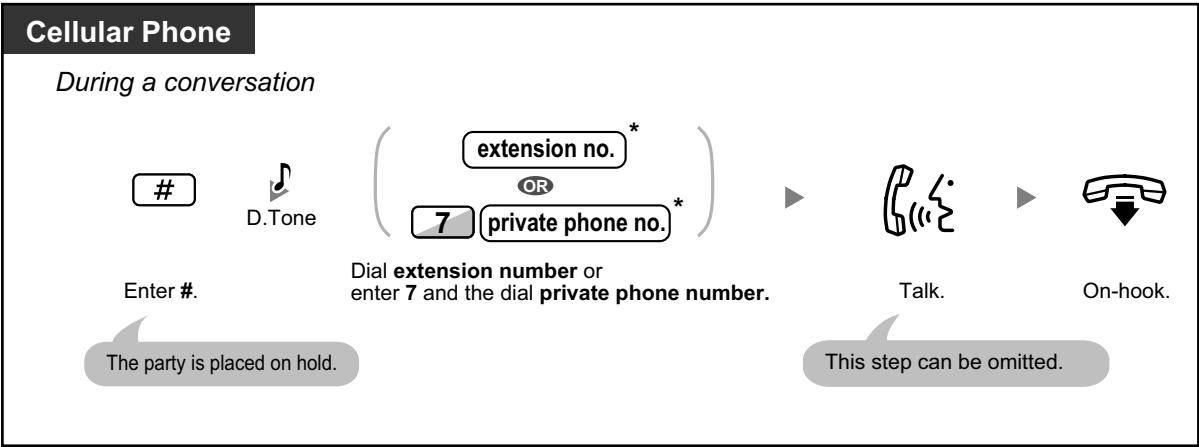 Cellular Phone
During a conversation
extension no. *
OR
# D.Tone 7 private phone no. *
Dial extension number or
Enter #. enter 7 and the dial private phone number. Talk. On-hook.
The party is placed on hold. This step can be omitted.